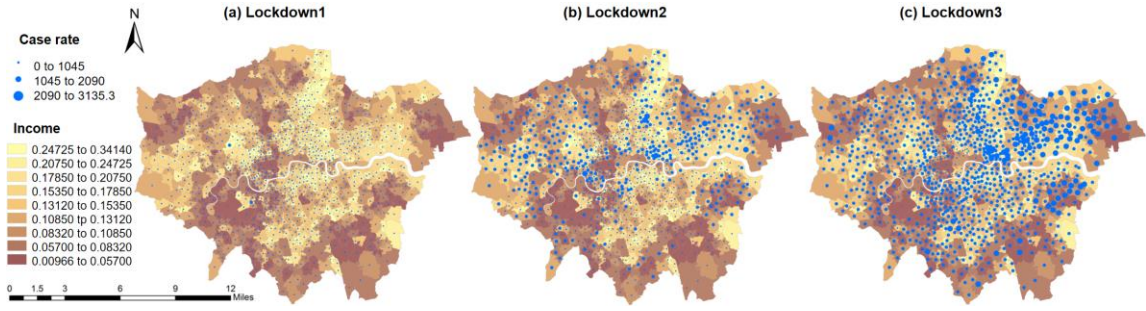 (a) Lockdown1
(b) Lockdown2
(c) Lockdown3
N
Case rate
0 to 1045
1045 to 2090
2090 to 3135.3
Income
0.24725 to 0.34140
0.20750 to 0.24725
0.17850 to 0.20750
0.15350 to 0.17850
0.13120 to 0.15350
0.10850 tp 0.13120
0.08320 to 0.10850
0.05700 to 0.08320
0.00966 to 0.05700
0 1.5 3 6 9 12
Miles